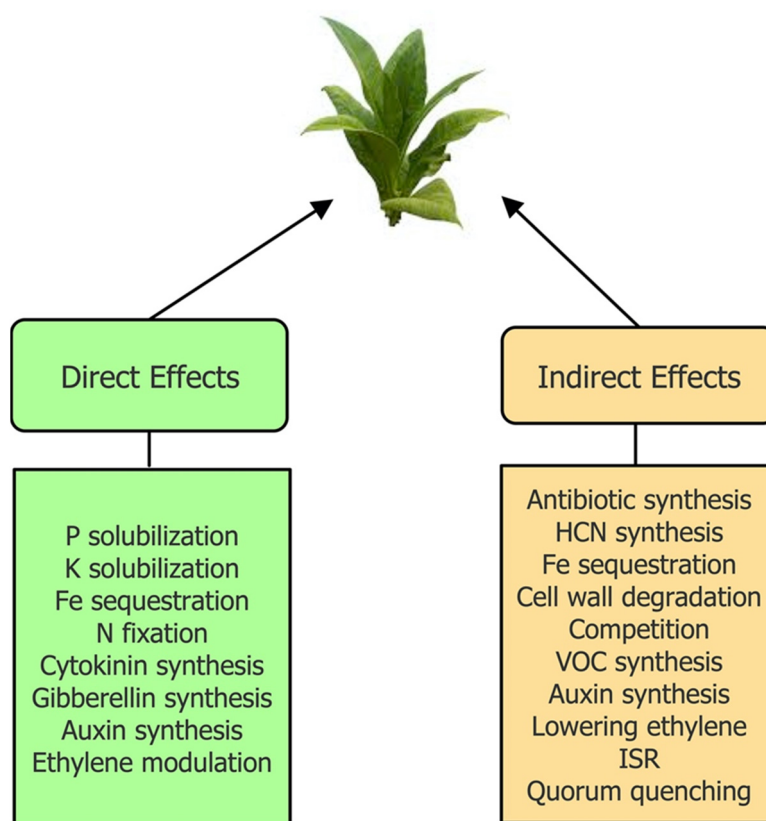 Direct Effects
P solubilization
K solubilization
Fe sequestration
N fixation
Cytokinin synthesis
Gibberellin synthesis
Auxin synthesis
Ethylene modulation
Indirect Effects
Antibiotic synthesis
HCN synthesis
Fe sequestration
Cell wall degradation
Competition
VOC synthesis
Auxin synthesis
Lowering ethylene
ISR
Quorum quenching